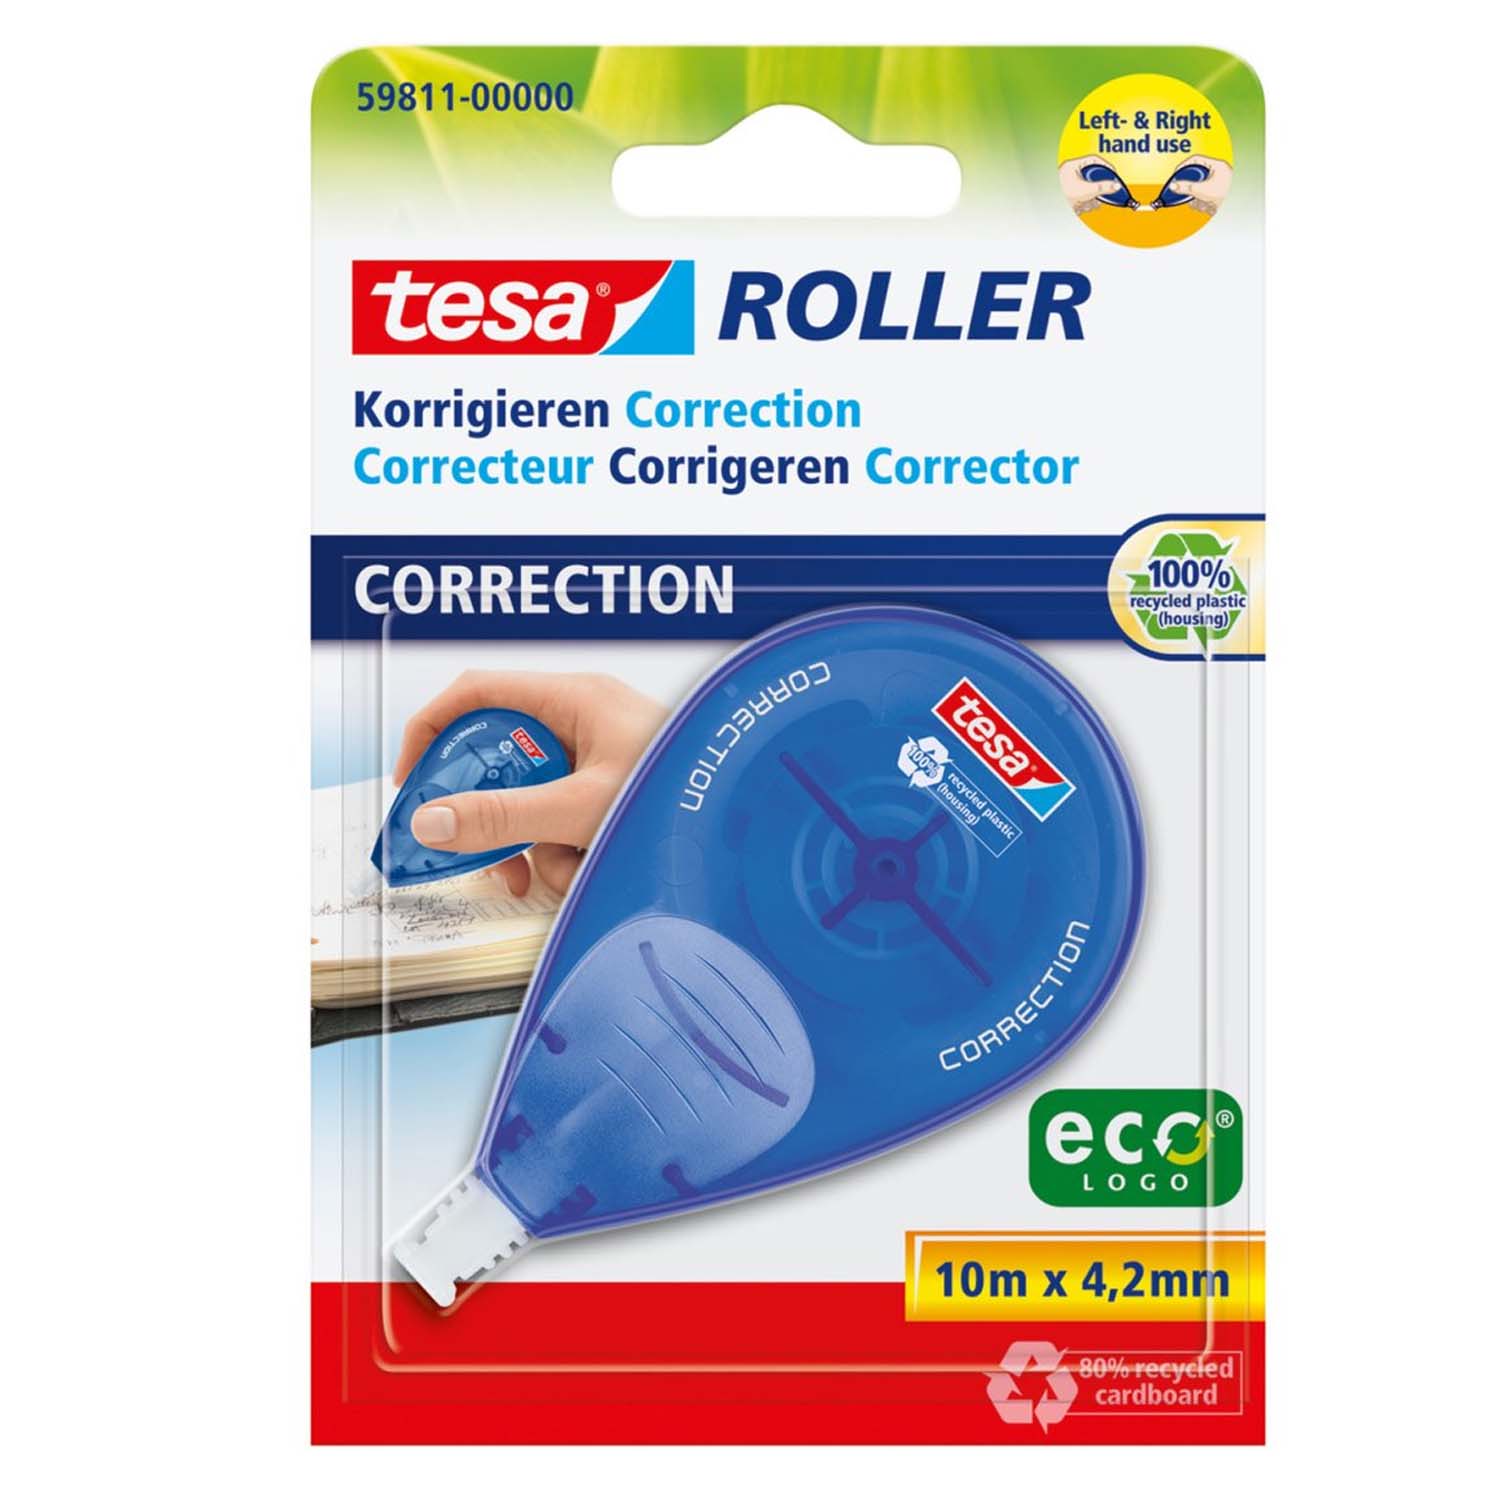 59811-00000
Left- & Right
hand use
tesa® ROLLER
Korrigieren Correction
Correcteur Corrigeren Corrector
CORRECTION
100%
recycled plastic
(housing)
CORRECTION
tesa
CORRECTION
tesa
100%
recycled plastic
(housing)
CORRECTION
eco®
LOGO
10m x 4,2mm
80% recycled
cardboard